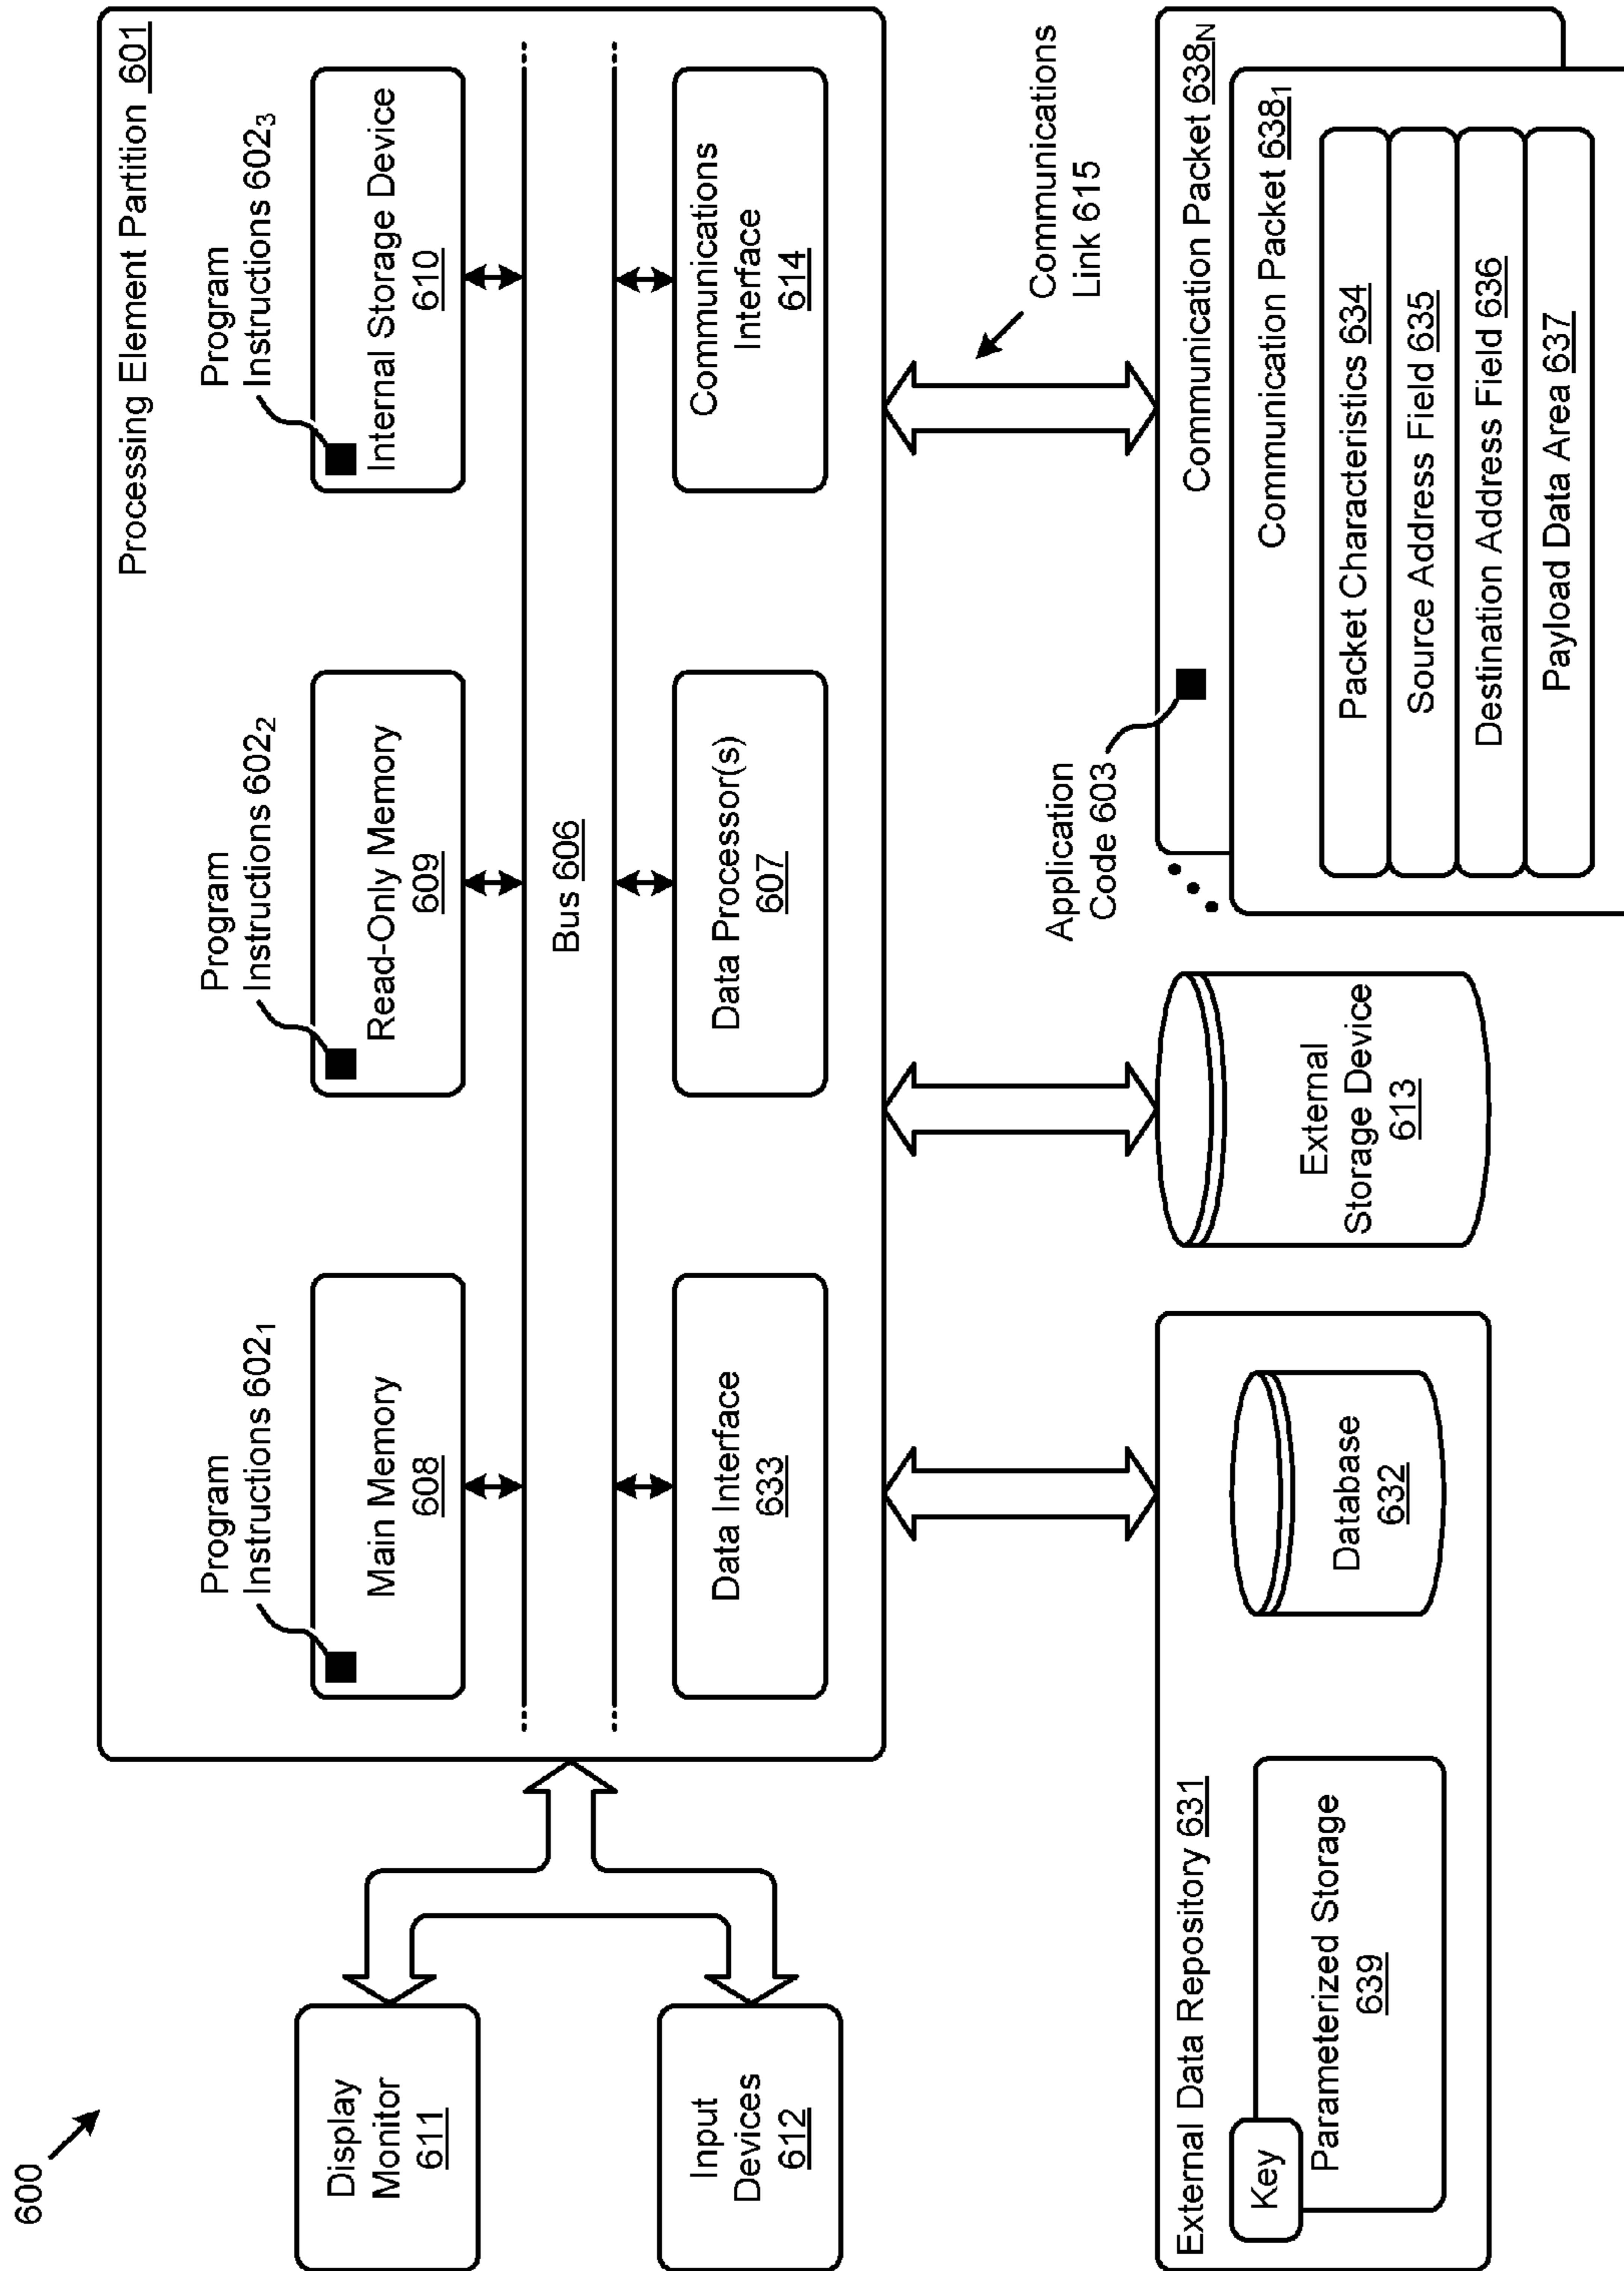 600
Processing Element Partition 601
Program
Instructions 602₁
Program
Instructions 602₂
Program
Instructions 602₃
Main Memory
608
Read-Only Memory
609
Internal Storage Device
610
Bus 606
Data Interface
633
Data Processor(s)
607
Communications
Interface
614
Display
Monitor
611
Input
Devices
612
Communications
Link 615
External Data Repository 631
Key
Parameterized Storage
639
Database
632
External
Storage Device
613
Application
Code 603
Communication Packet 638N
Communication Packet 638₁
Packet Characteristics 634
Source Address Field 635
Destination Address Field 636
Payload Data Area 637